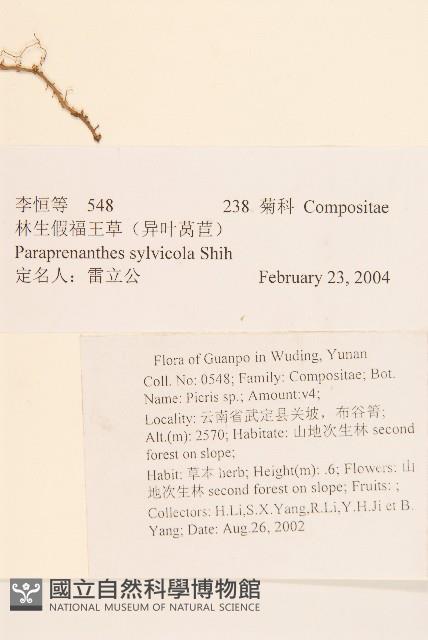 李恒等 548 238 菊科 Compositae
林生假福王草（异叶莴苣）
Paraprenanthes sylvicola Shih
定名人：雷立公 February 23, 2004
Flora of Guanpo in Wuding, Yunan
Coll. No: 0548; Family: Compositae; Bot.
Name: Picris sp.; Amount:v4;
Locality: 云南省武定县关坡，布谷箐;
Alt.(m): 2570; Habitate: 山地次生林 second
forest on slope;
Habit: 草本 herb; Height(m): .6; Flowers: 山
地次生林 second forest on slope; Fruits: ;
Collectors: H.Li,S.X.Yang,R.Li,Y.H.Ji et B.
Yang; Date: Aug.26, 2002
國立自然科學博物館
NATIONAL MUSEUM OF NATURAL SCIENCE